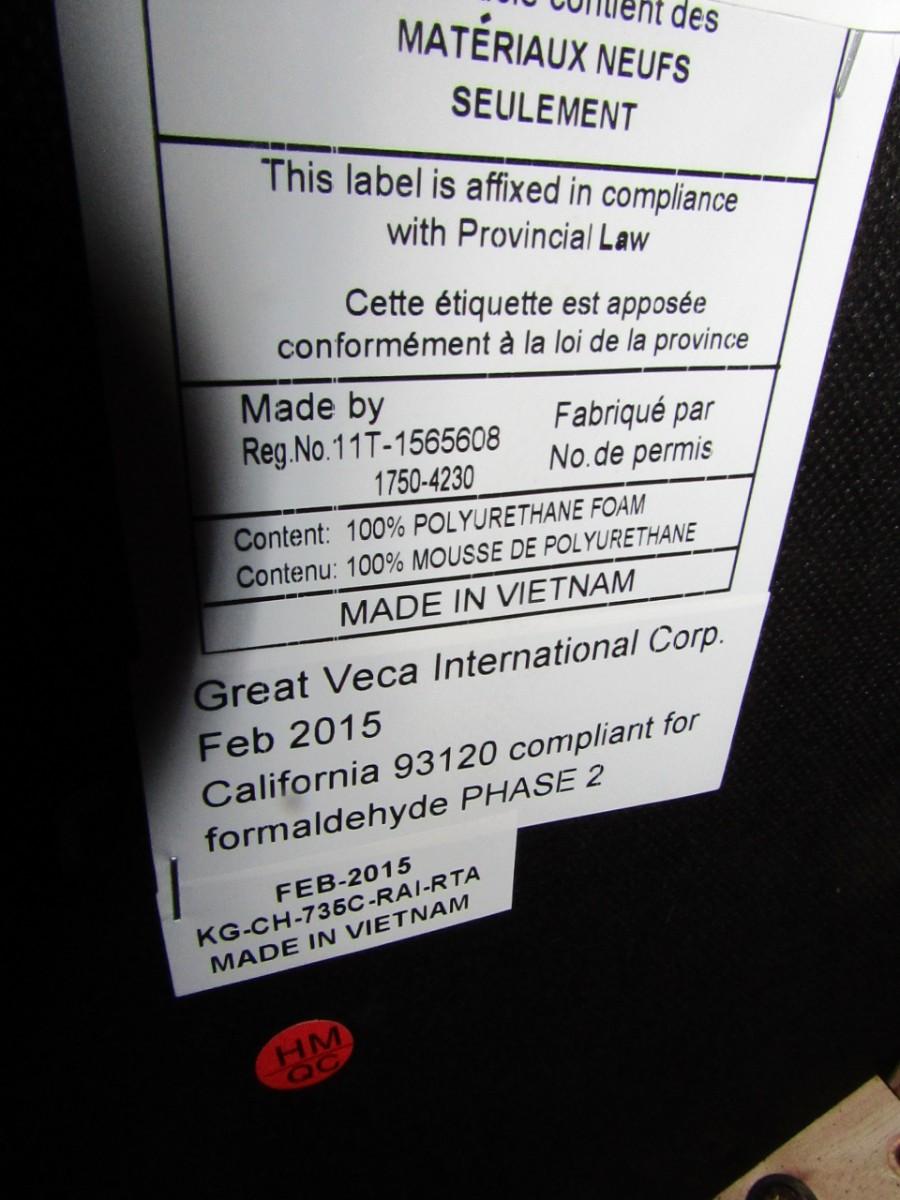 contient des
MATÉRIAUX NEUFS
SEULEMENT
This label is affixed in compliance
with Provincial Law
Cette étiquette est apposée
conformément à la loi de la province
Made by Fabriqué par
Reg.No.11T-1565608 No.de permis
1750-4230
Content: 100% POLYURETHANE FOAM
Contenu: 100% MOUSSE DE POLYURETHANE
MADE IN VIETNAM
Great Veca International Corp.
Feb 2015
California 93120 compliant for
formaldehyde PHASE 2
FEB-2015
KG-CH-735C-RAI-RTA
MADE IN VIETNAM
HM
QC